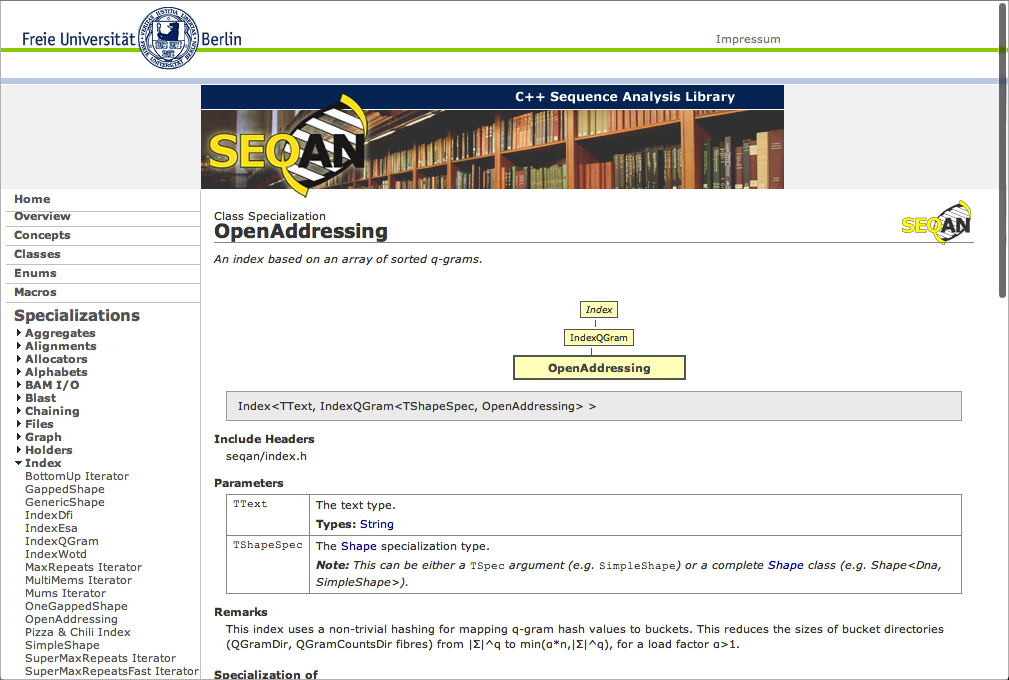 Freie Universität Berlin
Impressum
C++ Sequence Analysis Library
SEQAN
Home
Overview
Concepts
Classes
Enums
Macros
Specializations
Aggregates
Alignments
Allocators
Alphabets
BAM I/O
Blast
Chaining
Files
Graph
Holders
Index
BottomUp Iterator
GappedShape
GenericShape
IndexDfi
IndexEsa
IndexQGram
IndexWotd
MaxRepeats Iterator
MultiMems Iterator
Mums Iterator
OneGappedShape
OpenAddressing
Pizza & Chili Index
SimpleShape
SuperMaxRepeats Iterator
SuperMaxRepeatsFast Iterator
Class Specialization
OpenAddressing
SEQAN
An index based on an array of sorted q-grams.
Index
IndexQGram
OpenAddressing
Index<TText, IndexQGram<TShapeSpec, OpenAddressing> >
Include Headers
seqan/index.h
Parameters
TText The text type.
Types: String
TShapeSpec The Shape specialization type.
Note: This can be either a TSpec argument (e.g. SimpleShape) or a complete Shape class (e.g. Shape<Dna,
SimpleShape>).
Remarks
This index uses a non-trivial hashing for mapping q-gram hash values to buckets. This reduces the sizes of bucket directories
(QGramDir, QGramCountsDir fibres) from |Σ|^q to min(α*n,|Σ|^q), for a load factor α>1.
Specialization of